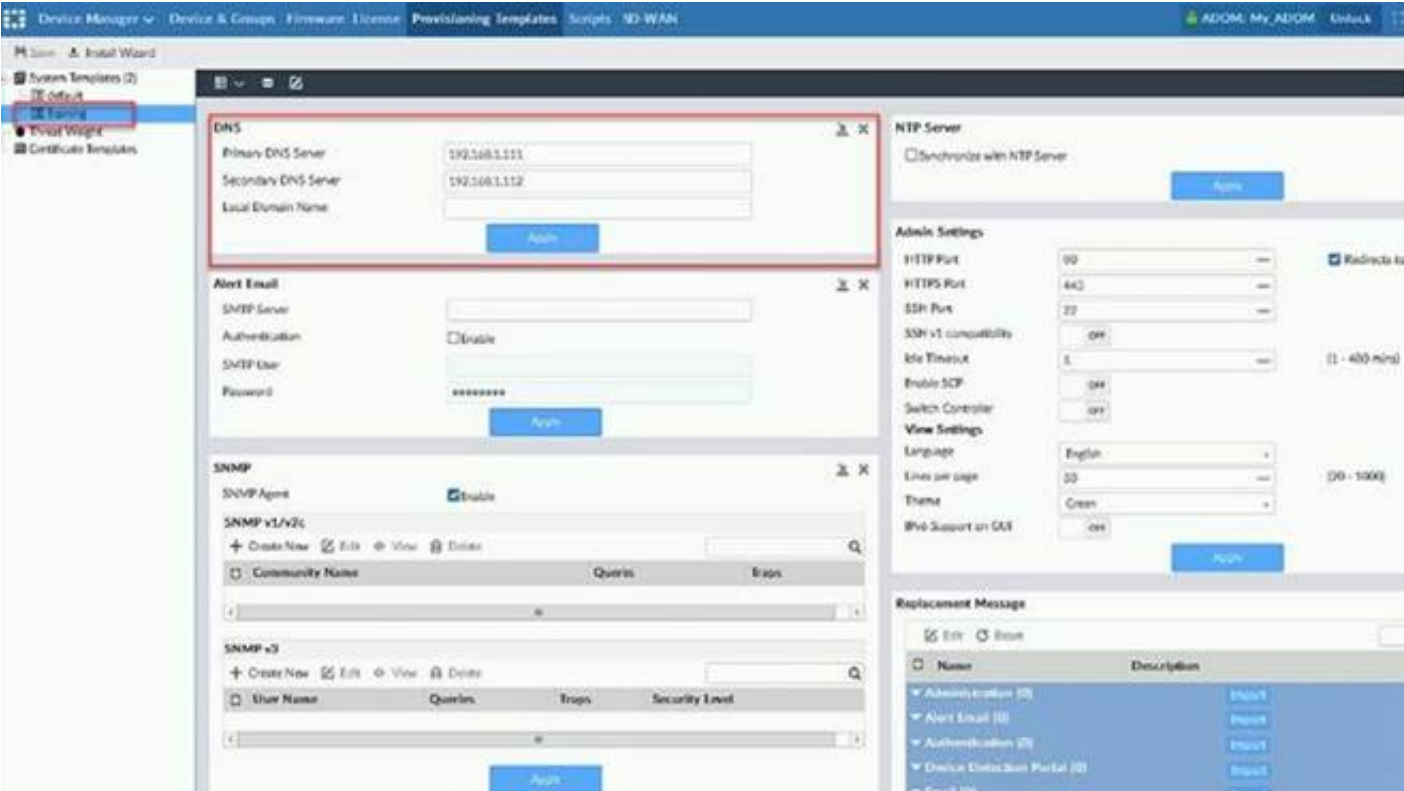 Device Manager Device & Groups Firmware License Provisioning Templates Scripts SD-WAN ADOM: My_ADOM Unlock
Save Install Wizard
System Templates (2)
default
Training
Threat Weight
Certificate Templates
DNS
Primary DNS Server 192.168.1.111
Secondary DNS Server 192.168.1.112
Local Domain Name
Apply
Alert Email
SMTP Server
Authentication Enable
SMTP User
Password ********
Apply
SNMP
SNMP Agent Enable
SNMP v1/v2c
Create New Edit View Delete
Community Name Queries Traps
SNMP v3
Create New Edit View Delete
User Name Queries Traps Security Level
Apply
NTP Server
Synchronize with NTP Server
Apply
Admin Settings
HTTP Port Redirects to
HTTPS Port 443
SSH Port 22
SSH v1 compatibility OFF
Idle Timeout 5 (1 - 480 mins)
Enable SCP OFF
Switch Controller OFF
View Settings
Language English
Lines per page (20 - 1000)
Theme Green
IPv6 Support on GUI OFF
Apply
Replacement Message
Edit Reset
Name Description
Administration (0) Import
Alert Email (0) Import
Authentication (0) Import
Device Detection Portal (0) Import
Email (0)